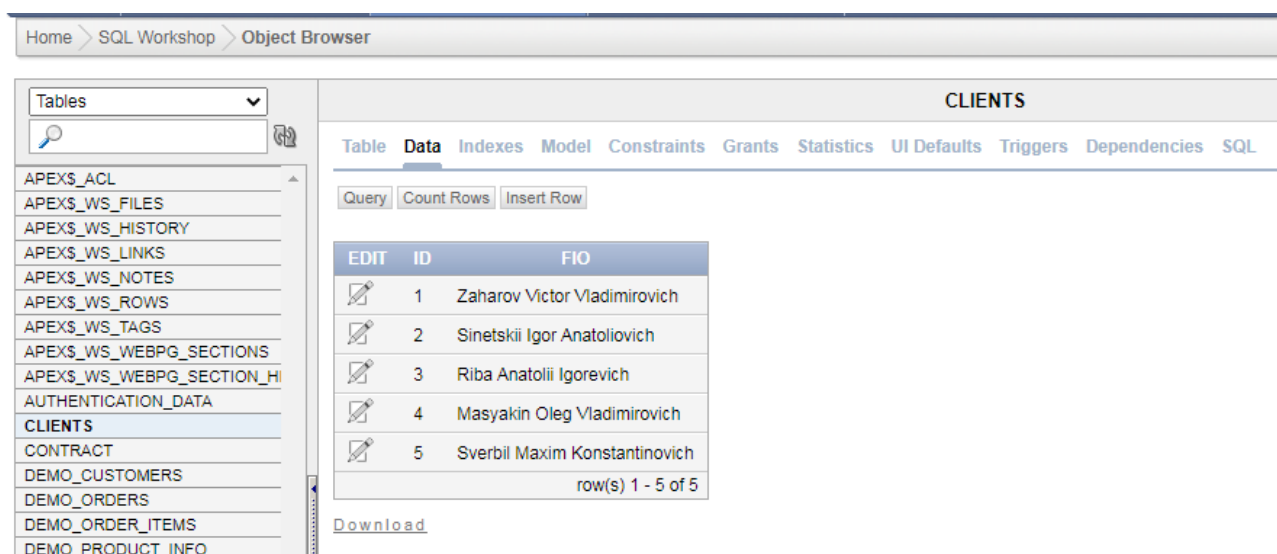 Home SQL Workshop Object Browser
Tables
APEX$_ACL
APEX$_WS_FILES
APEX$_WS_HISTORY
APEX$_WS_LINKS
APEX$_WS_NOTES
APEX$_WS_ROWS
APEX$_WS_TAGS
APEX$_WS_WEBPG_SECTIONS
APEX$_WS_WEBPG_SECTION_HI
AUTHENTICATION_DATA
CLIENTS
CONTRACT
DEMO_CUSTOMERS
DEMO_ORDERS
DEMO_ORDER_ITEMS
DEMO_PRODUCT_INFO
CLIENTS
Table Data Indexes Model Constraints Grants Statistics UI Defaults Triggers Dependencies SQL
Query Count Rows Insert Row
EDIT ID FIO
1 Zaharov Victor Vladimirovich
2 Sinetskii Igor Anatoliovich
3 Riba Anatolii Igorevich
4 Masyakin Oleg Vladimirovich
5 Sverbil Maxim Konstantinovich
row(s) 1 - 5 of 5
Download